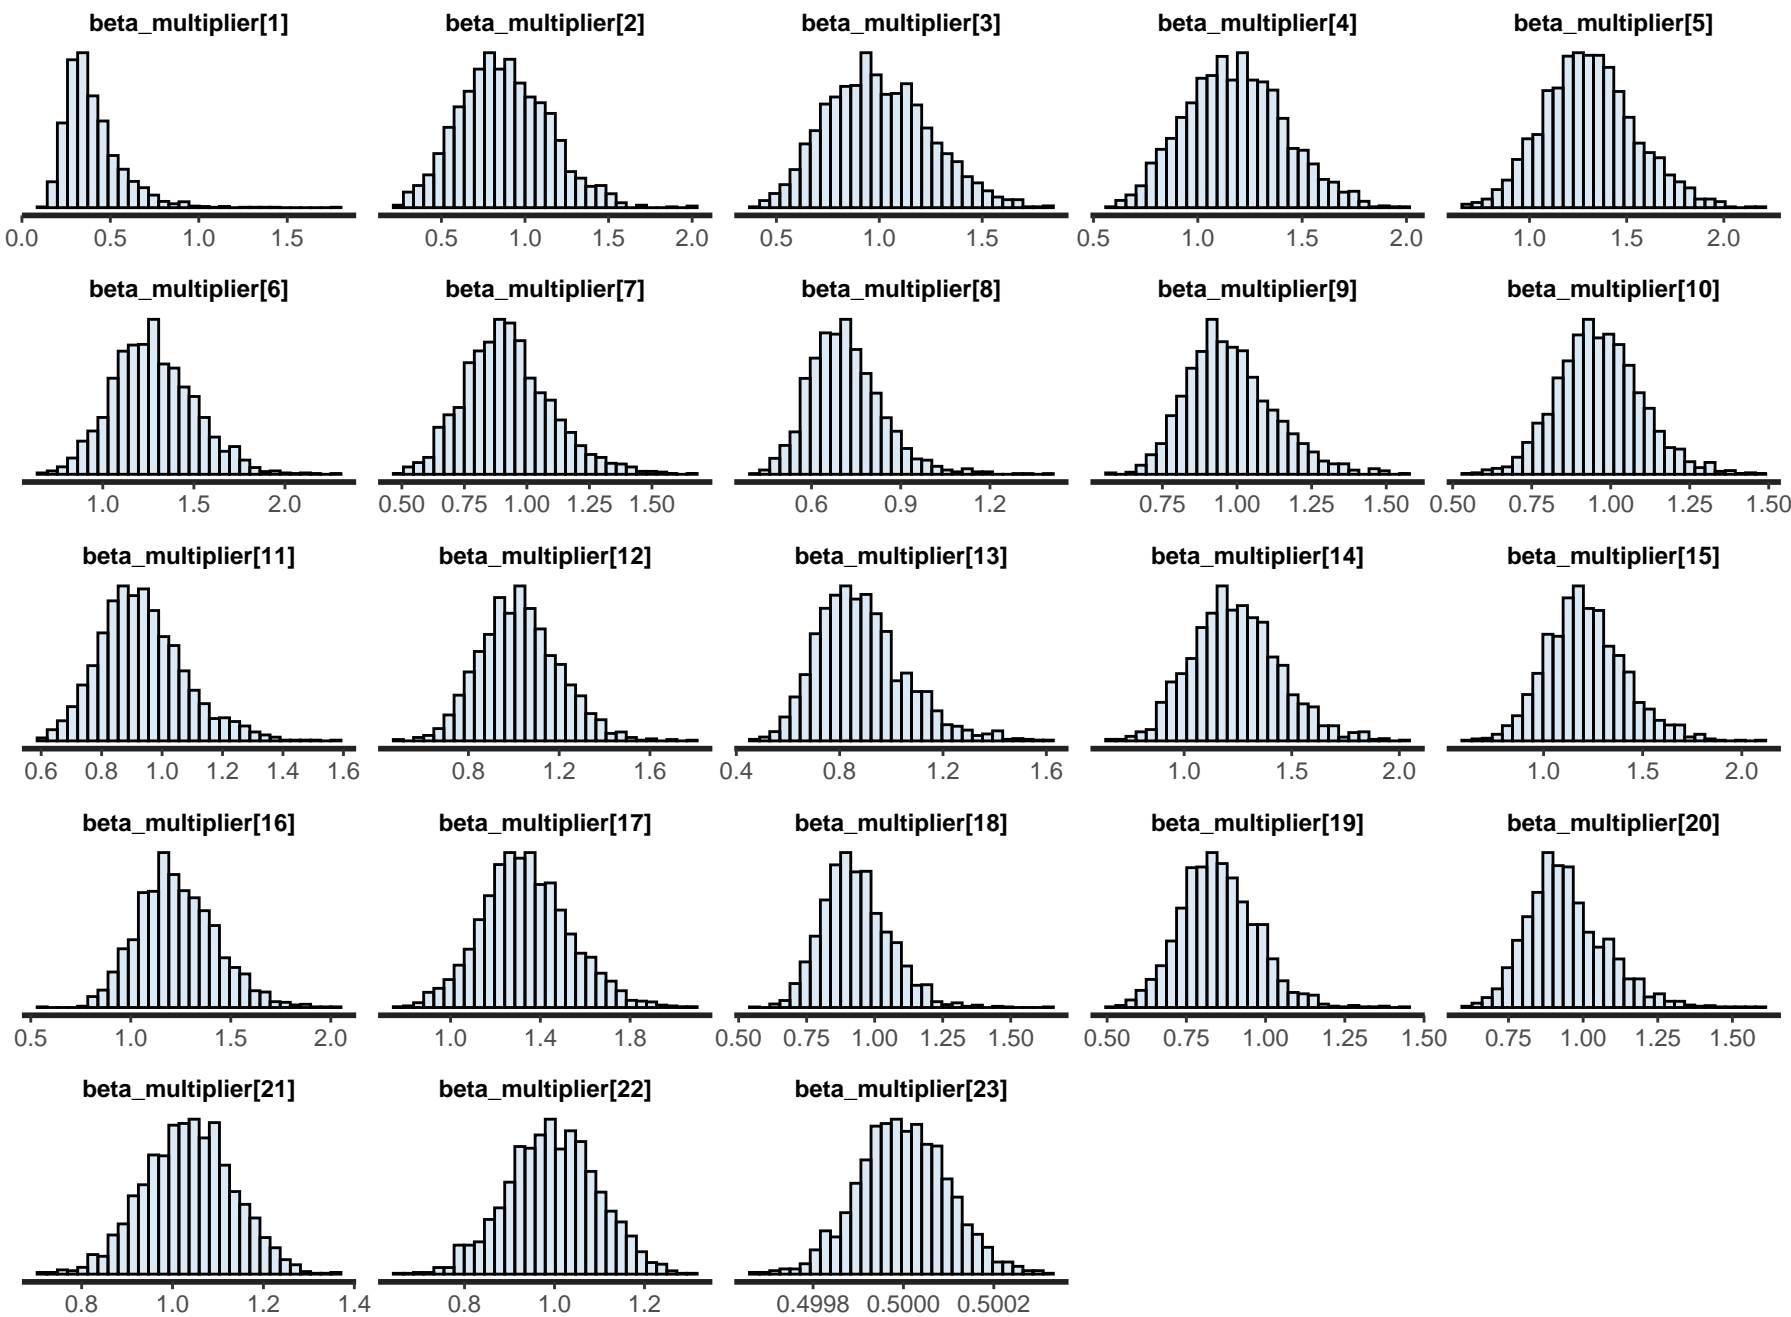 beta_multiplier[1] beta_multiplier[2] beta_multiplier[3] beta_multiplier[4] beta_multiplier[5]
0.0 0.5 1.0 1.5 0.5 1.0 1.5 2.0 0.5 1.0 1.5 0.5 1.0 1.5 2.0 1.0 1.5 2.0
beta_multiplier[6] beta_multiplier[7] beta_multiplier[8] beta_multiplier[9] beta_multiplier[10]
1.0 1.5 2.0 0.50 0.75 1.00 1.25 1.50 0.6 0.9 1.2 0.75 1.00 1.25 1.50 0.50 0.75 1.00 1.25 1.50
beta_multiplier[11] beta_multiplier[12] beta_multiplier[13] beta_multiplier[14] beta_multiplier[15]
0.6 0.8 1.0 1.2 1.4 1.6 0.8 1.2 1.6 0.4 0.8 1.2 1.6 1.0 1.5 2.0 1.0 1.5 2.0
beta_multiplier[16] beta_multiplier[17] beta_multiplier[18] beta_multiplier[19] beta_multiplier[20]
0.5 1.0 1.5 2.0 1.0 1.4 1.8 0.50 0.75 1.00 1.25 1.50 0.50 0.75 1.00 1.25 1.50 0.75 1.00 1.25 1.50
beta_multiplier[21] beta_multiplier[22] beta_multiplier[23]
0.8 1.0 1.2 1.4 0.8 1.0 1.2 0.4998 0.5000 0.5002